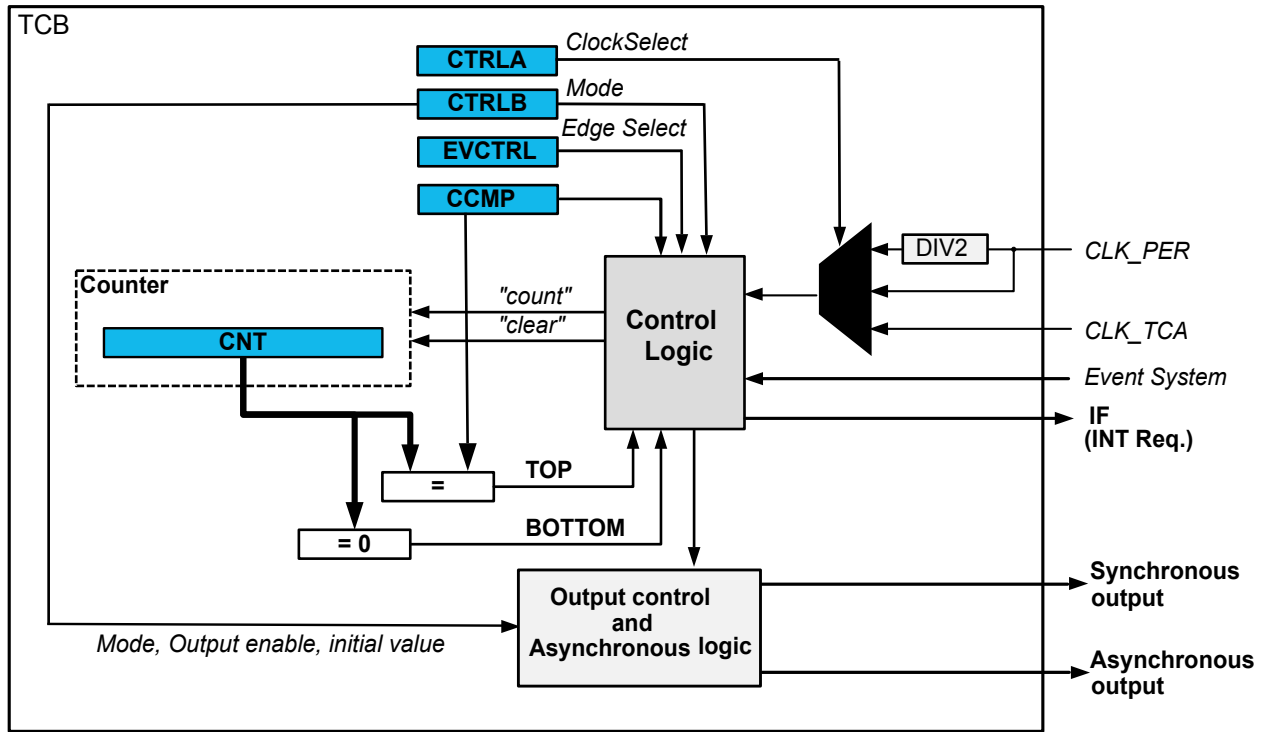 TCB
ClockSelect
CTRLA
Mode
CTRLB
Edge Select
EVCTRL
CCMP
DIV2
CLK_PER
Counter
"count"
CNT
"clear"
Control
Logic
CLK_TCA
Event System
IF
(INT Req.)
=
TOP
= 0
BOTTOM
Output control
and
Asynchronous logic
Synchronous
output
Mode, Output enable, initial value
Asynchronous
output